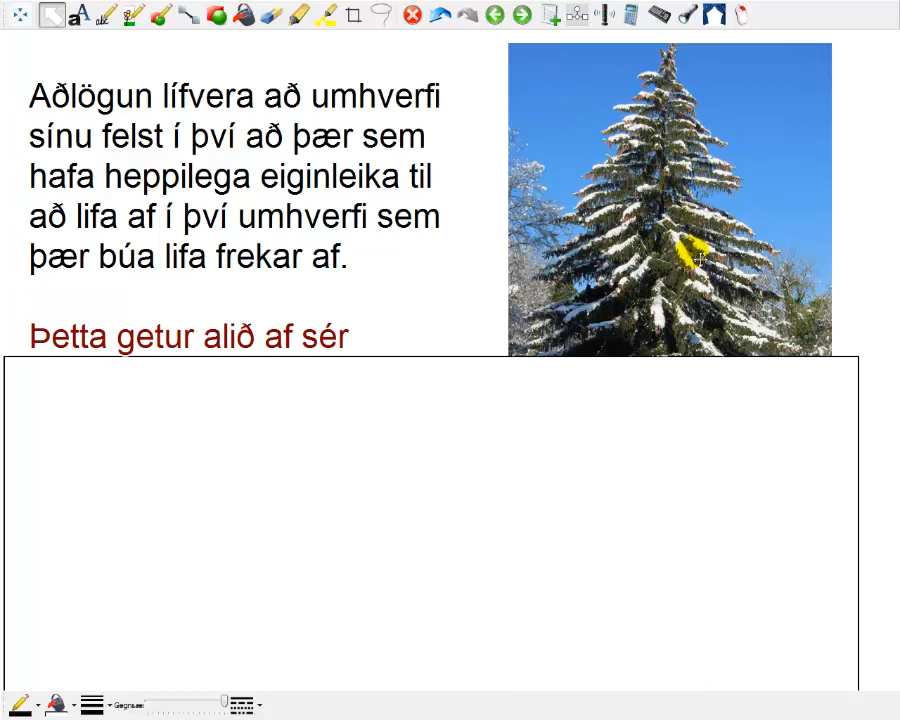 Aðlögun lífvera að umhverfi
sínu felst í því að þær sem
hafa heppilega eiginleika til
að lifa af í því umhverfi sem
þær búa lifa frekar af.
Þetta getur alið af sér